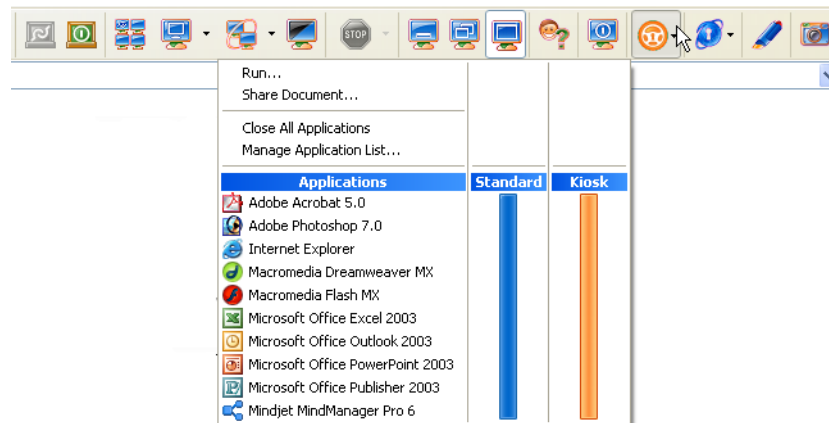 STOP
Run...
Share Document...
Close All Applications
Manage Application List...
Applications Standard Kiosk
Adobe Acrobat 5.0
Adobe Photoshop 7.0
Internet Explorer
Macromedia Dreamweaver MX
Macromedia Flash MX
Microsoft Office Excel 2003
Microsoft Office Outlook 2003
Microsoft Office PowerPoint 2003
Microsoft Office Publisher 2003
Mindjet MindManager Pro 6